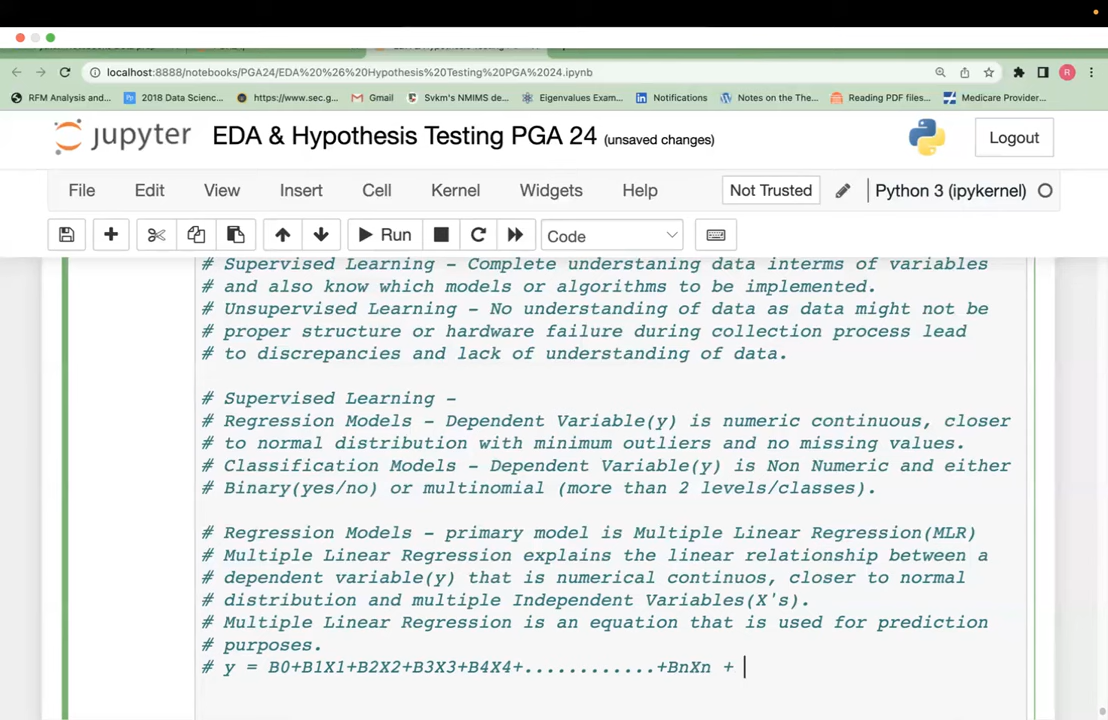 localhost:8888/notebooks/PGA24/EDA%20%26%20Hypothesis%20Testing%20PGA%2024.ipynb
RFM Analysis and... 2018 Data Scienc... https://www.sec.g... Gmail Svkm's NMIMS de... Eigenvalues Exam... Notifications Notes on the The... Reading PDF files... Medicare Provider...
jupyter EDA & Hypothesis Testing PGA 24 (unsaved changes) Logout
File Edit View Insert Cell Kernel Widgets Help Not Trusted Python 3 (ipykernel)
Run Code
# Supervised Learning - Complete understaning data interms of variables
# and also know which models or algorithms to be implemented.
# Unsupervised Learning - No understanding of data as data might not be
# proper structure or hardware failure during collection process lead
# to discrepancies and lack of understanding of data.
# Supervised Learning -
# Regression Models - Dependent Variable(y) is numeric continuous, closer
# to normal distribution with minimum outliers and no missing values.
# Classification Models - Dependent Variable(y) is Non Numeric and either
# Binary(yes/no) or multinomial (more than 2 levels/classes).
# Regression Models - primary model is Multiple Linear Regression(MLR)
# Multiple Linear Regression explains the linear relationship between a
# dependent variable(y) that is numerical continuos, closer to normal
# distribution and multiple Independent Variables(X's).
# Multiple Linear Regression is an equation that is used for prediction
# purposes.
# y = B0+B1X1+B2X2+B3X3+B4X4+............+BnXn +